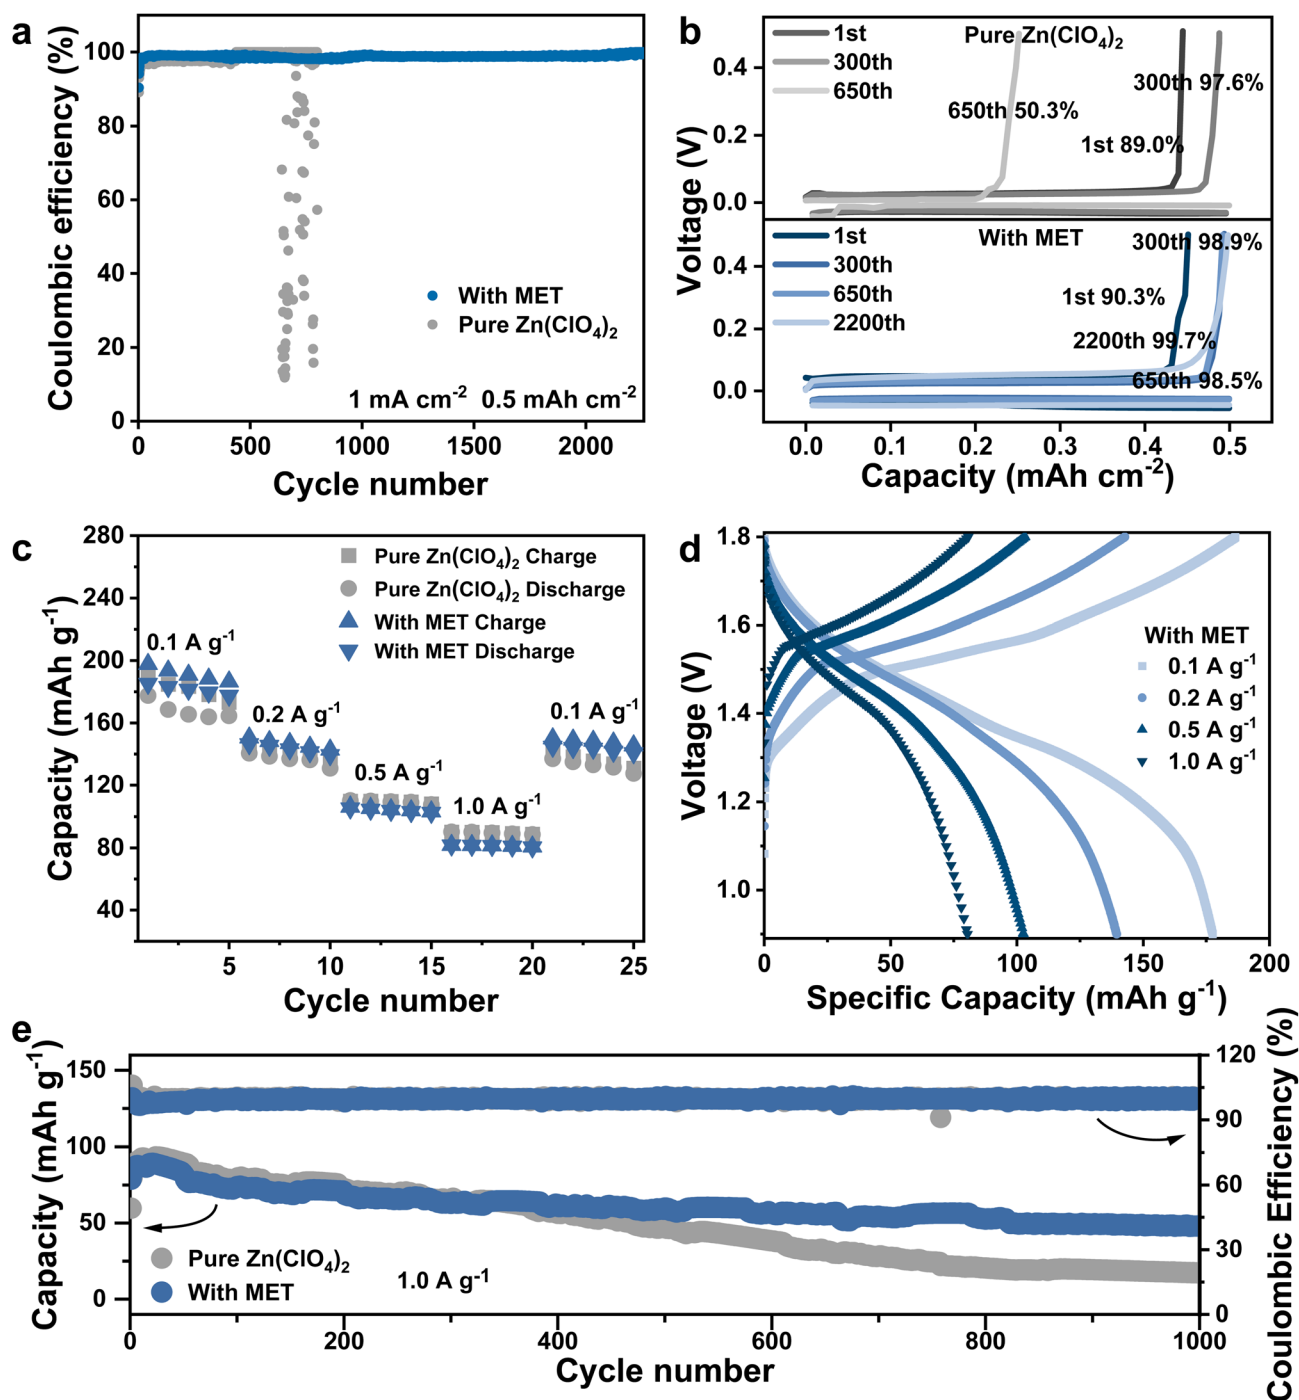 a
Coulombic efficiency (%)
100
80
60
40
20
0
With MET
Pure Zn(ClO₄)₂
1 mA cm⁻² 0.5 mAh cm⁻²
0 500 1000 1500 2000
Cycle number
b
Voltage (V)
1st
300th
650th
Pure Zn(ClO₄)₂
300th 97.6%
650th 50.3%
1st 89.0%
0.4
0.2
0.0
1st
300th
650th
2200th
With MET
300th 98.9%
1st 90.3%
2200th 99.7%
650th 98.5%
0.4
0.2
0.0
0.0 0.1 0.2 0.3 0.4 0.5
Capacity (mAh cm⁻²)
c
Capacity (mAh g⁻¹)
280
240
200
160
120
80
40
Pure Zn(ClO₄)₂ Charge
Pure Zn(ClO₄)₂ Discharge
With MET Charge
With MET Discharge
0.1 A g⁻¹
0.2 A g⁻¹
0.5 A g⁻¹
1.0 A g⁻¹
0.1 A g⁻¹
5 10 15 20 25
Cycle number
d
Voltage (V)
1.8
1.6
1.4
1.2
1.0
With MET
0.1 A g⁻¹
0.2 A g⁻¹
0.5 A g⁻¹
1.0 A g⁻¹
0 50 100 150 200
Specific Capacity (mAh g⁻¹)
e
Capacity (mAh g⁻¹)
150
100
50
0
Pure Zn(ClO₄)₂
With MET
1.0 A g⁻¹
120
90
60
30
0
Coulombic Efficiency (%)
0 200 400 600 800 1000
Cycle number